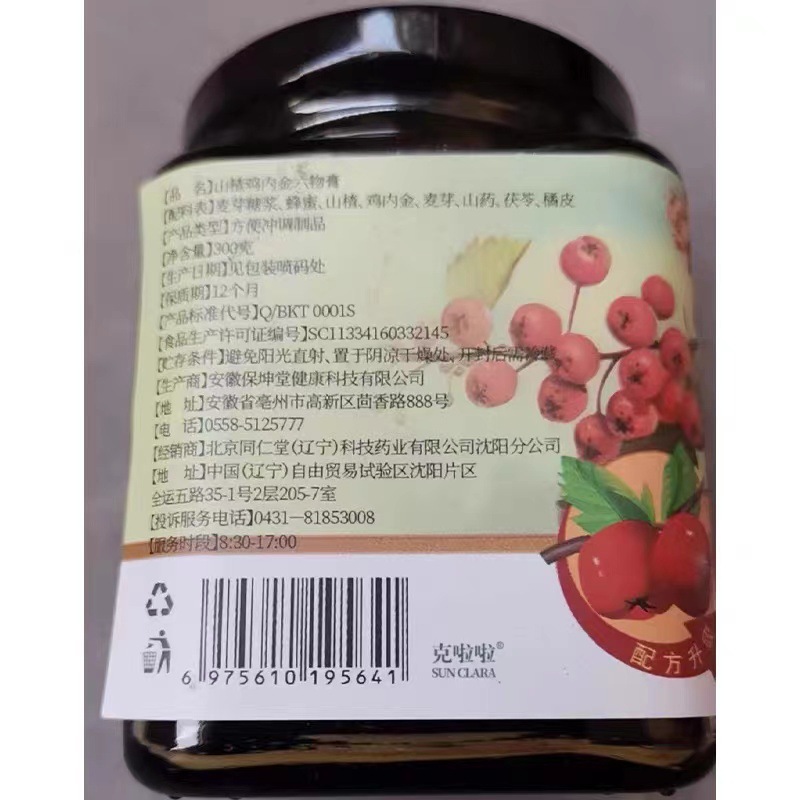 【品 名】山楂鸡内金六物膏
【配料表】麦芽糖浆、蜂蜜、山楂、鸡内金、麦芽、山药、茯苓、橘皮
【产品类型】方便冲调制品
【净含量】300克
【生产日期】见包装喷码处
【保质期】12个月
【产品标准代号】Q/BKT 0001S
【食品生产许可证编号】SC11334160332145
【贮存条件】避免阳光直射、置于阴凉干燥处,开封后需冷藏
【生产商】安徽保坤堂健康科技有限公司
【地 址】安徽省亳州市高新区茴香路888号
【电 话】0558-5125777
【经销商】北京同仁堂(辽宁)科技药业有限公司沈阳分公司
【地 址】中国(辽宁)自由贸易试验区沈阳片区
全运五路35-1号2层205-7室
【投诉服务电话】0431—81853008
【服务时段】8:30-17:00
6 975610 195641
克啦啦®
SUN CLARA
配方升